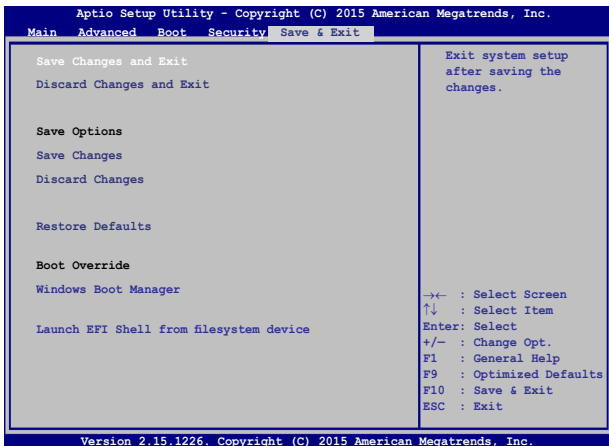 Aptio Setup Utility - Copyright (C) 2015 American Megatrends, Inc.
Main Advanced Boot Security Save & Exit
Save Changes and Exit
Discard Changes and Exit
Save Options
Save Changes
Discard Changes
Restore Defaults
Boot Override
Windows Boot Manager
Launch EFI Shell from filesystem device
Exit system setup
after saving the
changes.
→← : Select Screen
↑↓ : Select Item
Enter: Select
+/— : Change Opt.
F1 : General Help
F9 : Optimized Defaults
F10 : Save & Exit
ESC : Exit
Version 2.15.1226. Copyright (C) 2015 American Megatrends, Inc.